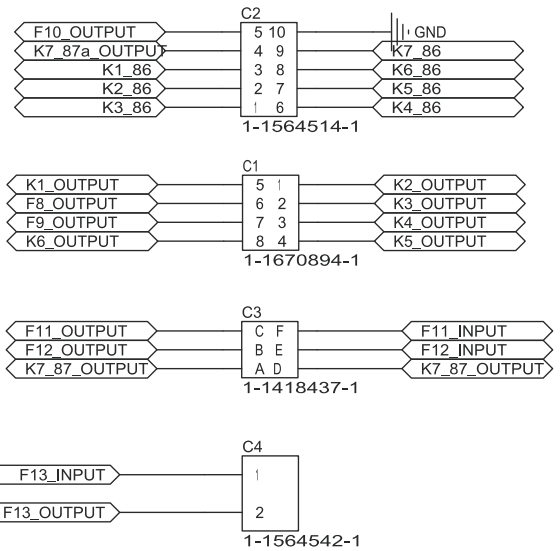 C2
F10_OUTPUT 5 10 GND
K7_87a_OUTPUT 4 9 K7_86
K1_86 3 8 K6_86
K2_86 2 7 K5_86
K3_86 1 6 K4_86
1-1564514-1
C1
K1_OUTPUT 5 1 K2_OUTPUT
F8_OUTPUT 6 2 K3_OUTPUT
F9_OUTPUT 7 3 K4_OUTPUT
K6_OUTPUT 8 4 K5_OUTPUT
1-1670894-1
C3
F11_OUTPUT C F F11_INPUT
F12_OUTPUT B E F12_INPUT
K7_87_OUTPUT A D K7_87_OUTPUT
1-1418437-1
C4
F13_INPUT 1
F13_OUTPUT 2
1-1564542-1